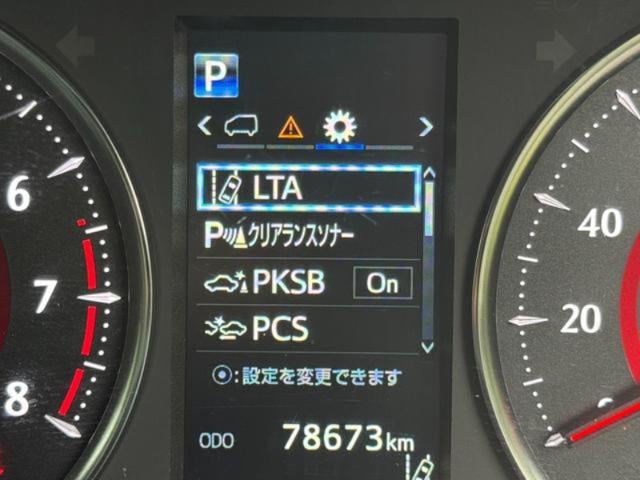 P
LTA
クリアランスソナー
PKSB On
PCS
:設定を変更できます
ODO 78673km
6
7
8
40
20